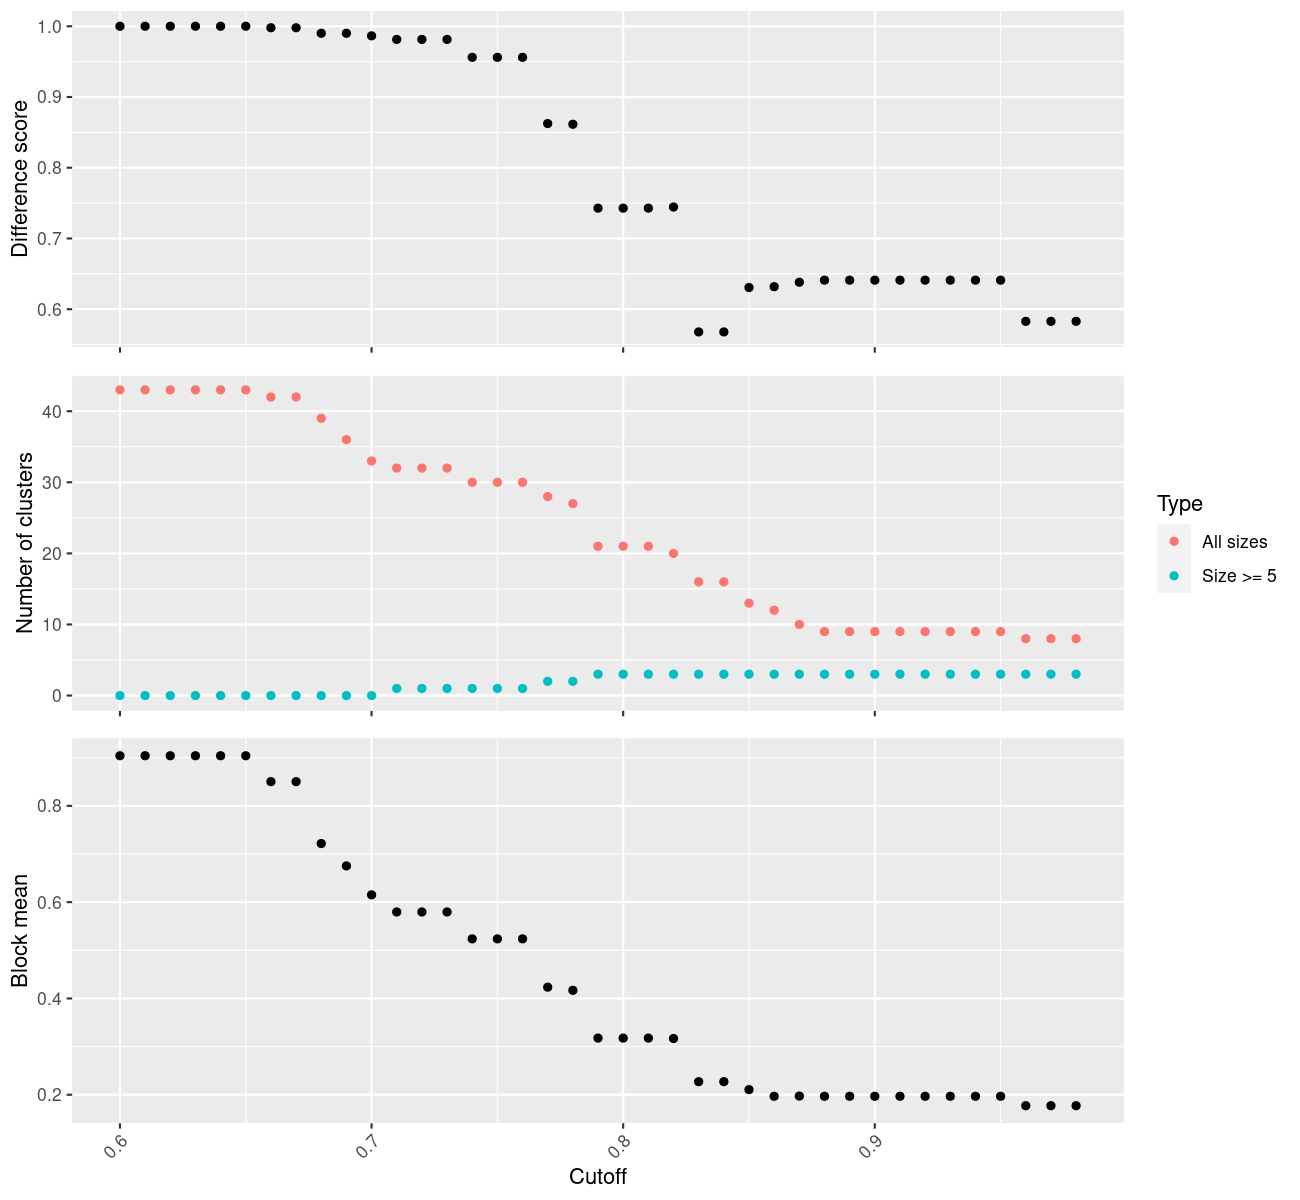 Difference score
1.0
0.9
0.8
0.7
0.6
Number of clusters
40
30
20
10
0
Type
All sizes
Size >= 5
Block mean
0.8
0.6
0.4
0.2
0.6
0.7
0.8
0.9
Cutoff